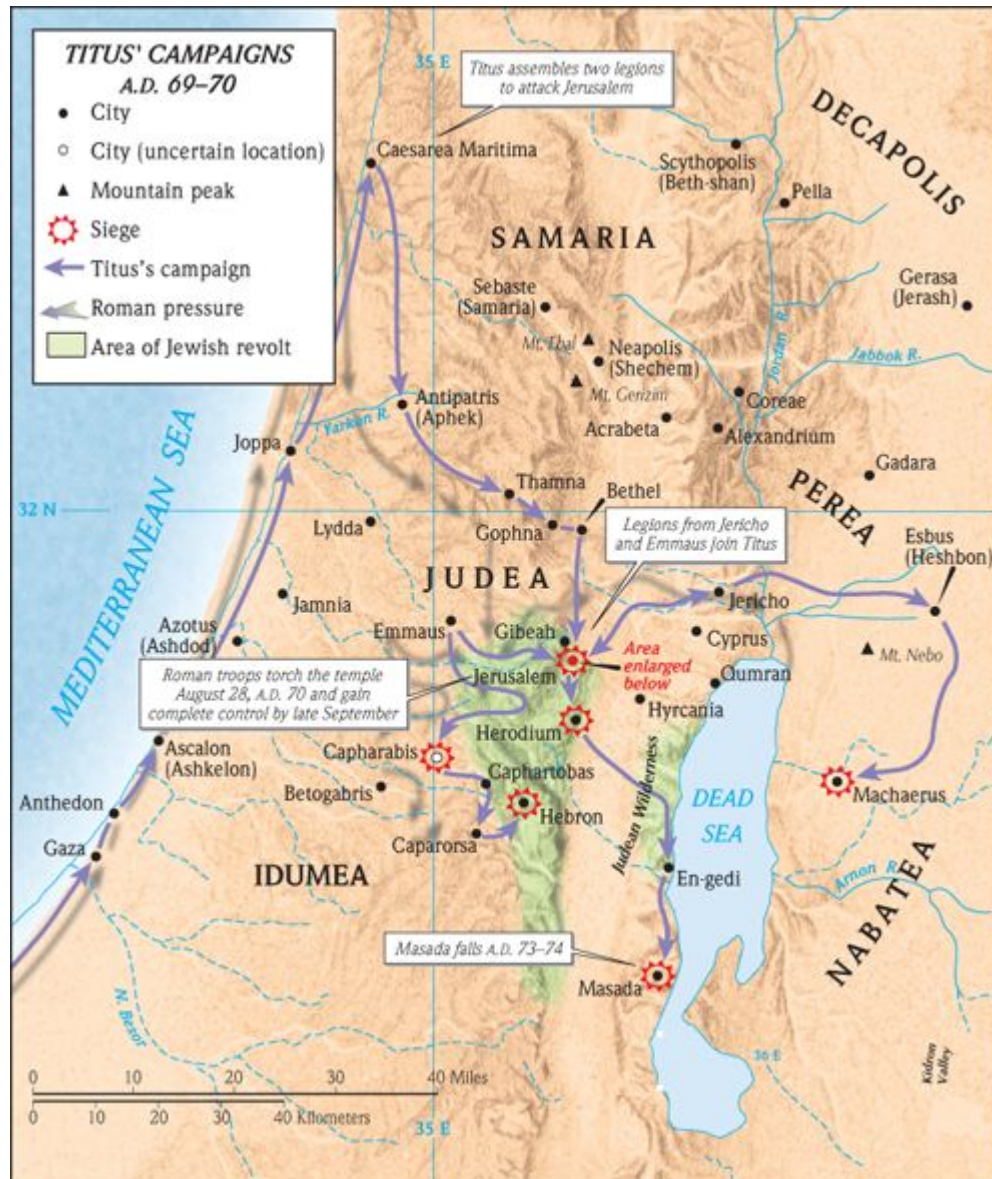 TITUS' CAMPAIGNS
A.D. 69–70
City
City (uncertain location)
Mountain peak
Siege
Titus's campaign
Roman pressure
Area of Jewish revolt
35 E
Titus assembles two legions
to attack Jerusalem
DECAPOLIS
Caesarea Maritima
Scythopolis
(Beth-shan)
Pella
SAMARIA
Sebaste
(Samaria)
Gerasa
(Jerash)
Mt. Ebal
Neapolis
(Shechem)
Jordan R.
Jabbok R.
Mt. Gerizim
Coreae
Antipatris
(Aphek)
Acrabeta
Alexandrium
Yarkon R.
Joppa
MEDITERRANEAN SEA
Gadara
Thamna
Bethel
PEREA
32 N
Gophna
Lydda
Legions from Jericho
and Emmaus join Titus
Esbus
(Heshbon)
JUDEA
Jamnia
Jericho
Emmaus
Gibeah
Cyprus
Azotus
(Ashdod)
Area
enlarged
below
Mt. Nebo
Roman troops torch the temple
August 28, A.D. 70 and gain
complete control by late September
Jerusalem
Qumran
Hyrcania
Herodium
Ascalon
(Ashkelon)
Capharabis
Caphartobas
Betogabris
Judean Wilderness
DEAD
SEA
Machaerus
Anthedon
Hebron
Gaza
Caparorsa
IDUMEA
En-gedi
Arnon R.
NABATEA
Masada falls A.D. 73–74
Masada
N. Besor
36 E
Kidron
Valley
0 10 20 30 40 Miles
0 10 20 30 40 Kilometers
35 E